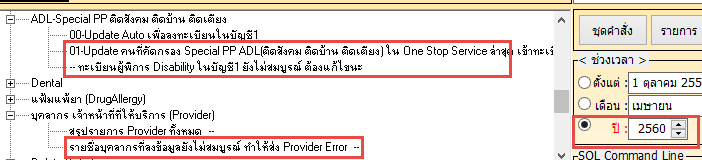 ADL-Special PP ติดสังคม ติดบ้าน ติดเตียง
00-Update Auto เพื่อลงทะเบียนในบัญชี1
01-Update คนที่คัดกรอง Special PP ADL(ติดสังคม ติดบ้าน ติดเตียง) ใน One Stop Service ล่าสุด เข้าทะเบี
-- ทะเบียนผู้พิการ Disability ในบัญชี1 ยังไม่สมบูรณ์ ต้องแก้ไขนะ
Dental
แฟ้มแพ้ยา (DrugAllergy)
บุคลากร เจ้าหน้าที่ที่ให้บริการ (Provider)
สรุปรายการ Provider ทั้งหมด --
รายชื่อบุคลากรที่ลงข้อมูลยังไม่สมบูรณ์ ทำให้ส่ง Provider Error --
ชุดคำสั่ง
รายการ
< ช่วงเวลา >
ตั้งแต่ : 1 ตุลาคม 255
เดือน : เมษายน
ปี : 2560
SQL Command Line